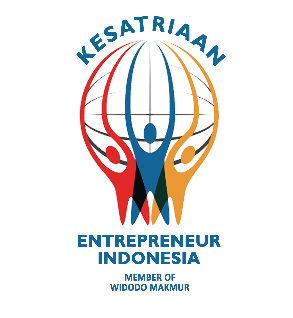 KESATRIAAN
ENTREPRENEUR
INDONESIA
MEMBER OF
WIDODO MAKMUR